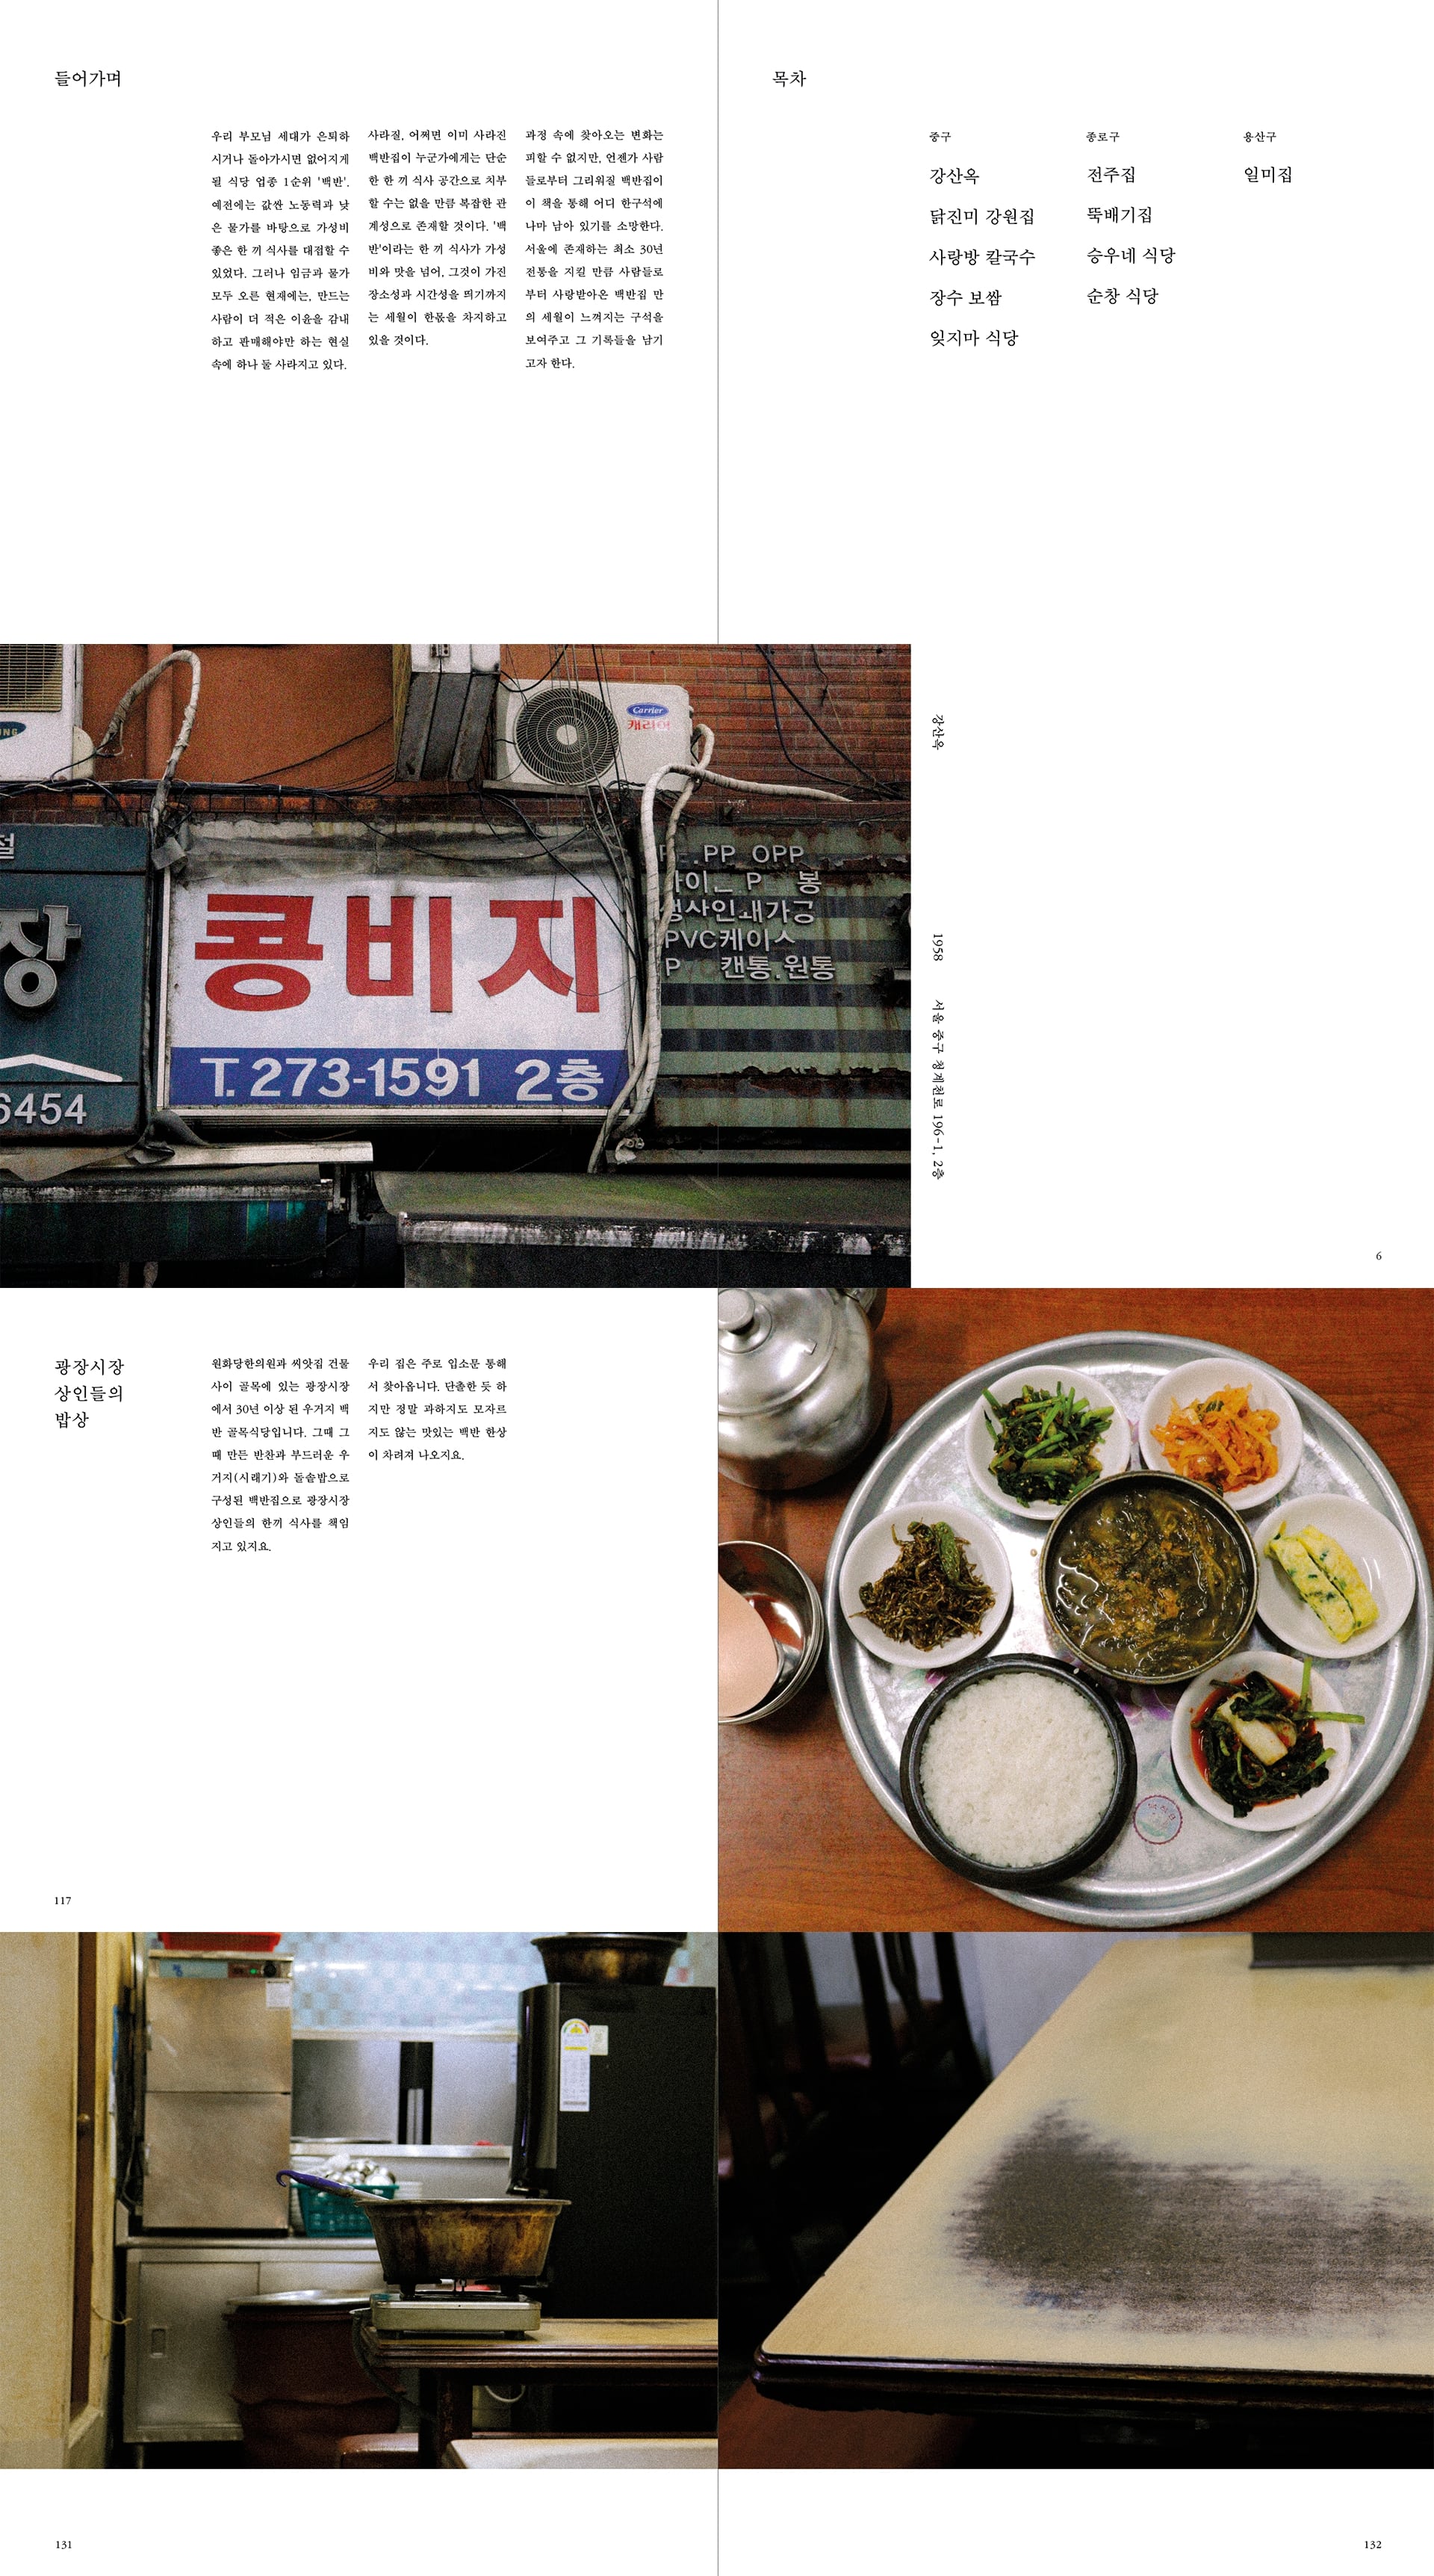 들어가며
우리 부모님 세대가 은퇴하
시거나 돌아가시면 없어지게
될 식당 업종 1순위 '백반'.
예전에는 값싼 노동력과 낮
은 물가를 바탕으로 가성비
좋은 한 끼 식사를 대접할 수
있었다. 그러나 임금과 물가
모두 오른 현재에는, 만드는
사람이 더 적은 이윤을 감내
하고 판매해야만 하는 현실
속에 하나 둘 사라지고 있다.
사라질, 어쩌면 이미 사라진
백반집이 누군가에게는 단순
한 한 끼 식사 공간으로 치부
할 수는 없을 만큼 복잡한 관
계성으로 존재할 것이다. '백
반'이라는 한 끼 식사가 가성
비와 맛을 넘어, 그것이 가진
장소성과 시간성을 띄기까지
는 세월이 한몫을 차지하고
있을 것이다.
과정 속에 찾아오는 변화는
피할 수 없지만, 언젠가 사람
들로부터 그리워질 백반집이
이 책을 통해 어디 한구석에
나마 남아 있기를 소망한다.
서울에 존재하는 최소 30년
전통을 지킬 만큼 사람들로
부터 사랑받아온 백반집 만
의 세월이 느껴지는 구석을
보여주고 그 기록들을 남기
고자 한다.
목차
중구
강산옥
닭진미 강원집
사랑방 칼국수
장수 보쌈
잊지마 식당
종로구
전주집
뚝배기집
승우네 식당
순창 식당
용산구
일미집
Carrier
캐리어
장
6454
콩비지
T. 273-1591 2층
PP OPP
봉
PVC케이스
캔통.원통
강산옥
1958
서울 중구 청계천로 196-1, 2층
6
광장시장
상인들의
밥상
원화당한의원과 씨앗집 건물
사이 골목에 있는 광장시장
에서 30년 이상 된 우거지 백
반 골목식당입니다. 그때 그
때 만든 반찬과 부드러운 우
거지(시래기)와 돌솥밥으로
구성된 백반집으로 광장시장
상인들의 한끼 식사를 책임
지고 있지요.
우리 집은 주로 입소문 통해
서 찾아옵니다. 단출한 듯 하
지만 정말 과하지도 모자르
지도 않는 맛있는 백반 한상
이 차려져 나오지요.
117
131
132